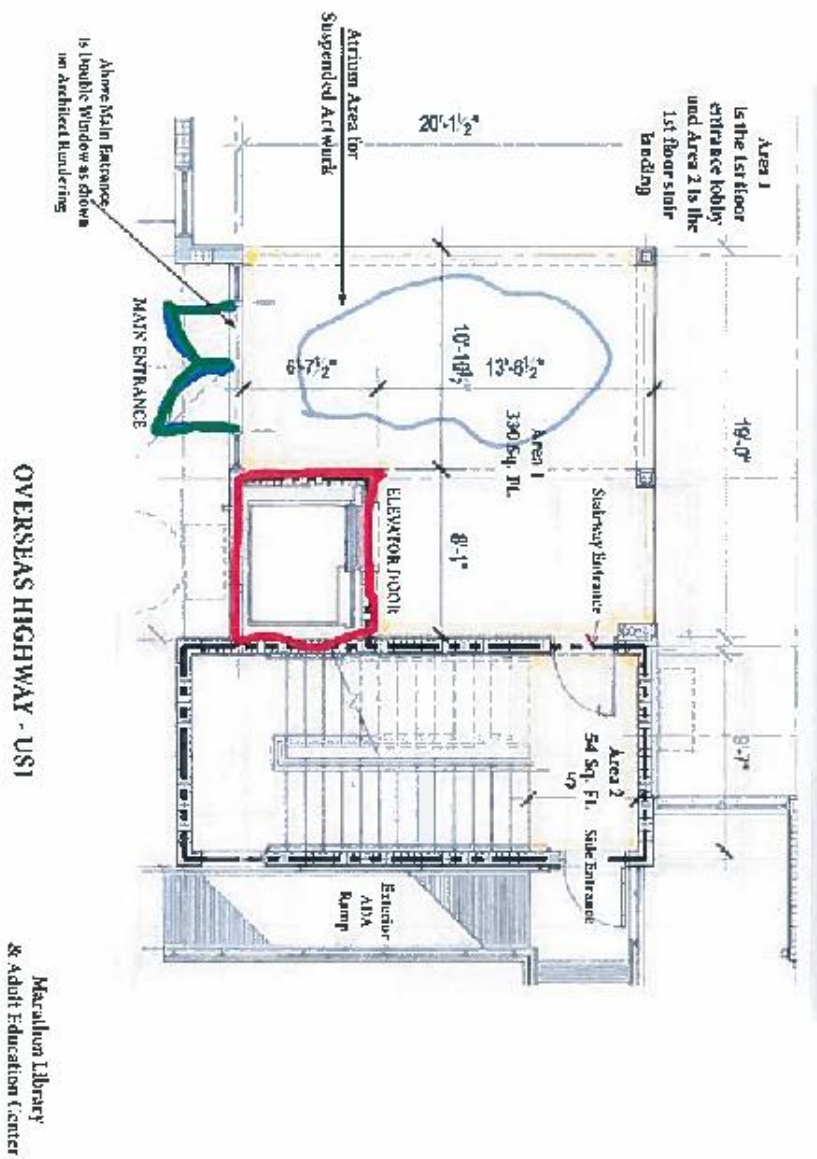 Area 1
is the 1st floor
entrance lobby
and Area 2 is the
1st floor stair
landing
20'-1½"
19'-0"
8'-7"
Atrium Area for
Suspended Artwork
Above Main Entrance
is Double Window as shown
on Architect Rendering
MAIN ENTRANCE
6'-7½"
13'-6½"
Area 1
330 Sq. Ft.
ELEVATOR DOOR
8'-1"
Stairway Entrance
Area 2
54 Sq. Ft.
5'
Side Entrance
Exterior
ADA
Ramp
OVERSEAS HIGHWAY - US1
Marathon Library
& Adult Education Center